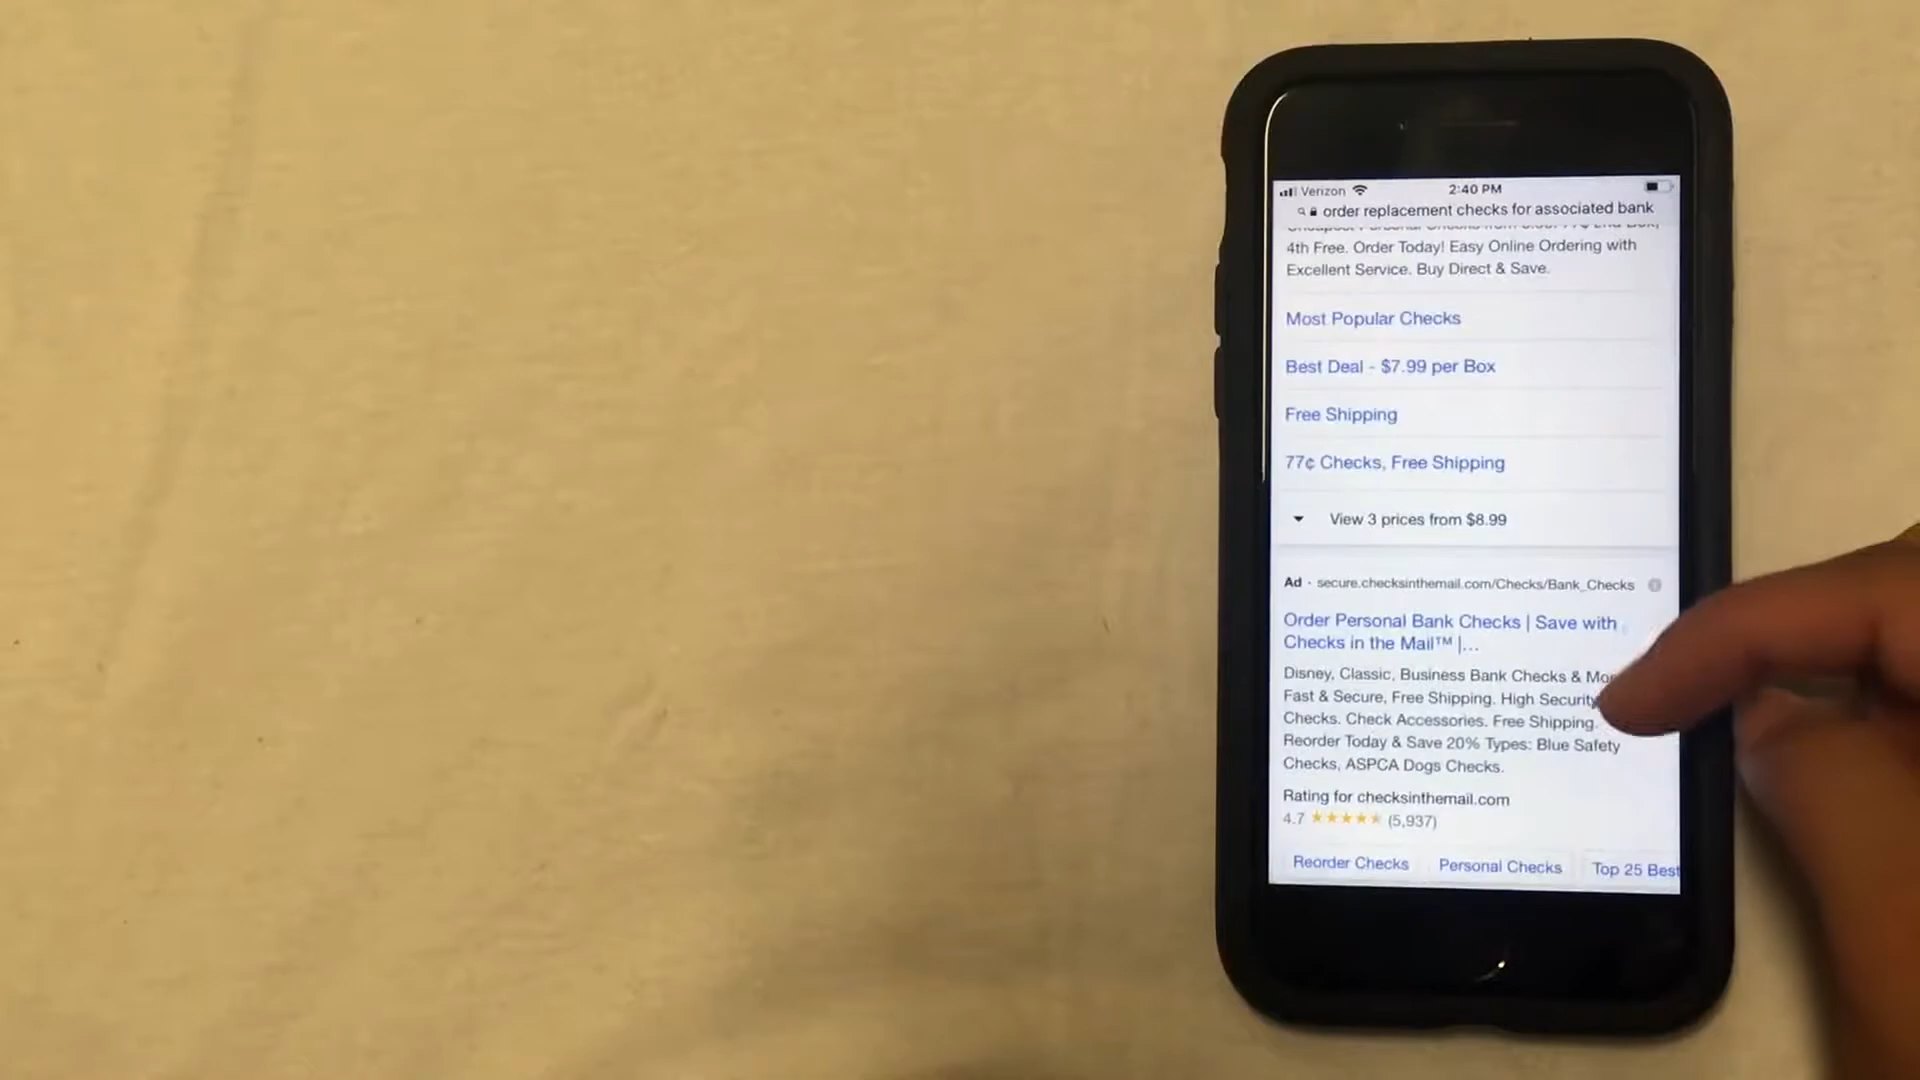 Verizon
2:40 PM
order replacement checks for associated bank
4th Free. Order Today! Easy Online Ordering with
Excellent Service. Buy Direct & Save.
Most Popular Checks
Best Deal - $7.99 per Box
Free Shipping
77¢ Checks, Free Shipping
View 3 prices from $8.99
Ad · secure.checksinthemail.com/Checks/Bank_Checks
Order Personal Bank Checks | Save with
Checks in the Mail™ |...
Disney, Classic, Business Bank Checks &
Fast & Secure, Free Shipping. High Security
Checks. Check Accessories. Free Shipping.
Reorder Today & Save 20% Types: Blue Safety
Checks, ASPCA Dogs Checks.
Rating for checksinthemail.com
4.7 ★★★★★ (5,937)
Reorder Checks
Personal Checks
Top 25 Best